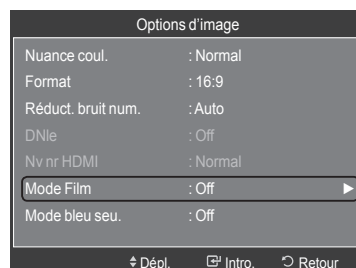 Options d'image
Nuance coul. : Normal
Format : 16:9
Réduct. bruit num. : Auto
DNIe : Off
Nv nr HDMI : Normal
Mode Film : Off
Mode bleu seu. : Off
Dépl. Intro. Retour